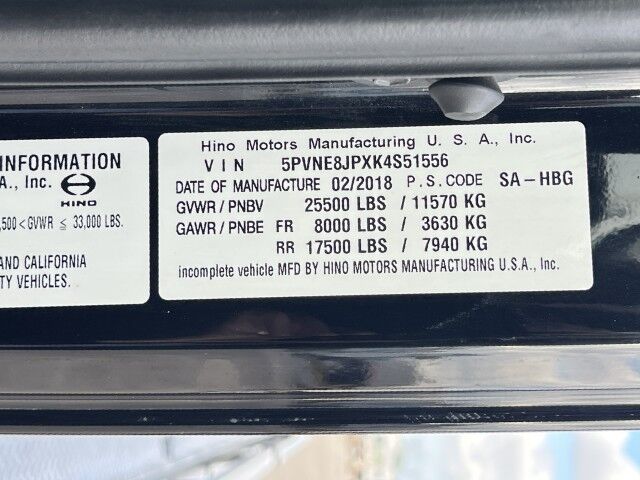 INFORMATION
A., Inc.
HINO
,500 < GVWR ≤ 33,000 LBS.
AND CALIFORNIA
TY VEHICLES.
Hino Motors Manufacturing U. S. A., Inc.
VIN 5PVNE8JPXK4S51556
DATE OF MANUFACTURE 02/2018 P.S.CODE SA-HBG
GVWR / PNBV 25500 LBS / 11570 KG
GAWR / PNBE FR 8000 LBS / 3630 KG
RR 17500 LBS / 7940 KG
incomplete vehicle MFD BY HINO MOTORS MANUFACTURING U.S.A., Inc.